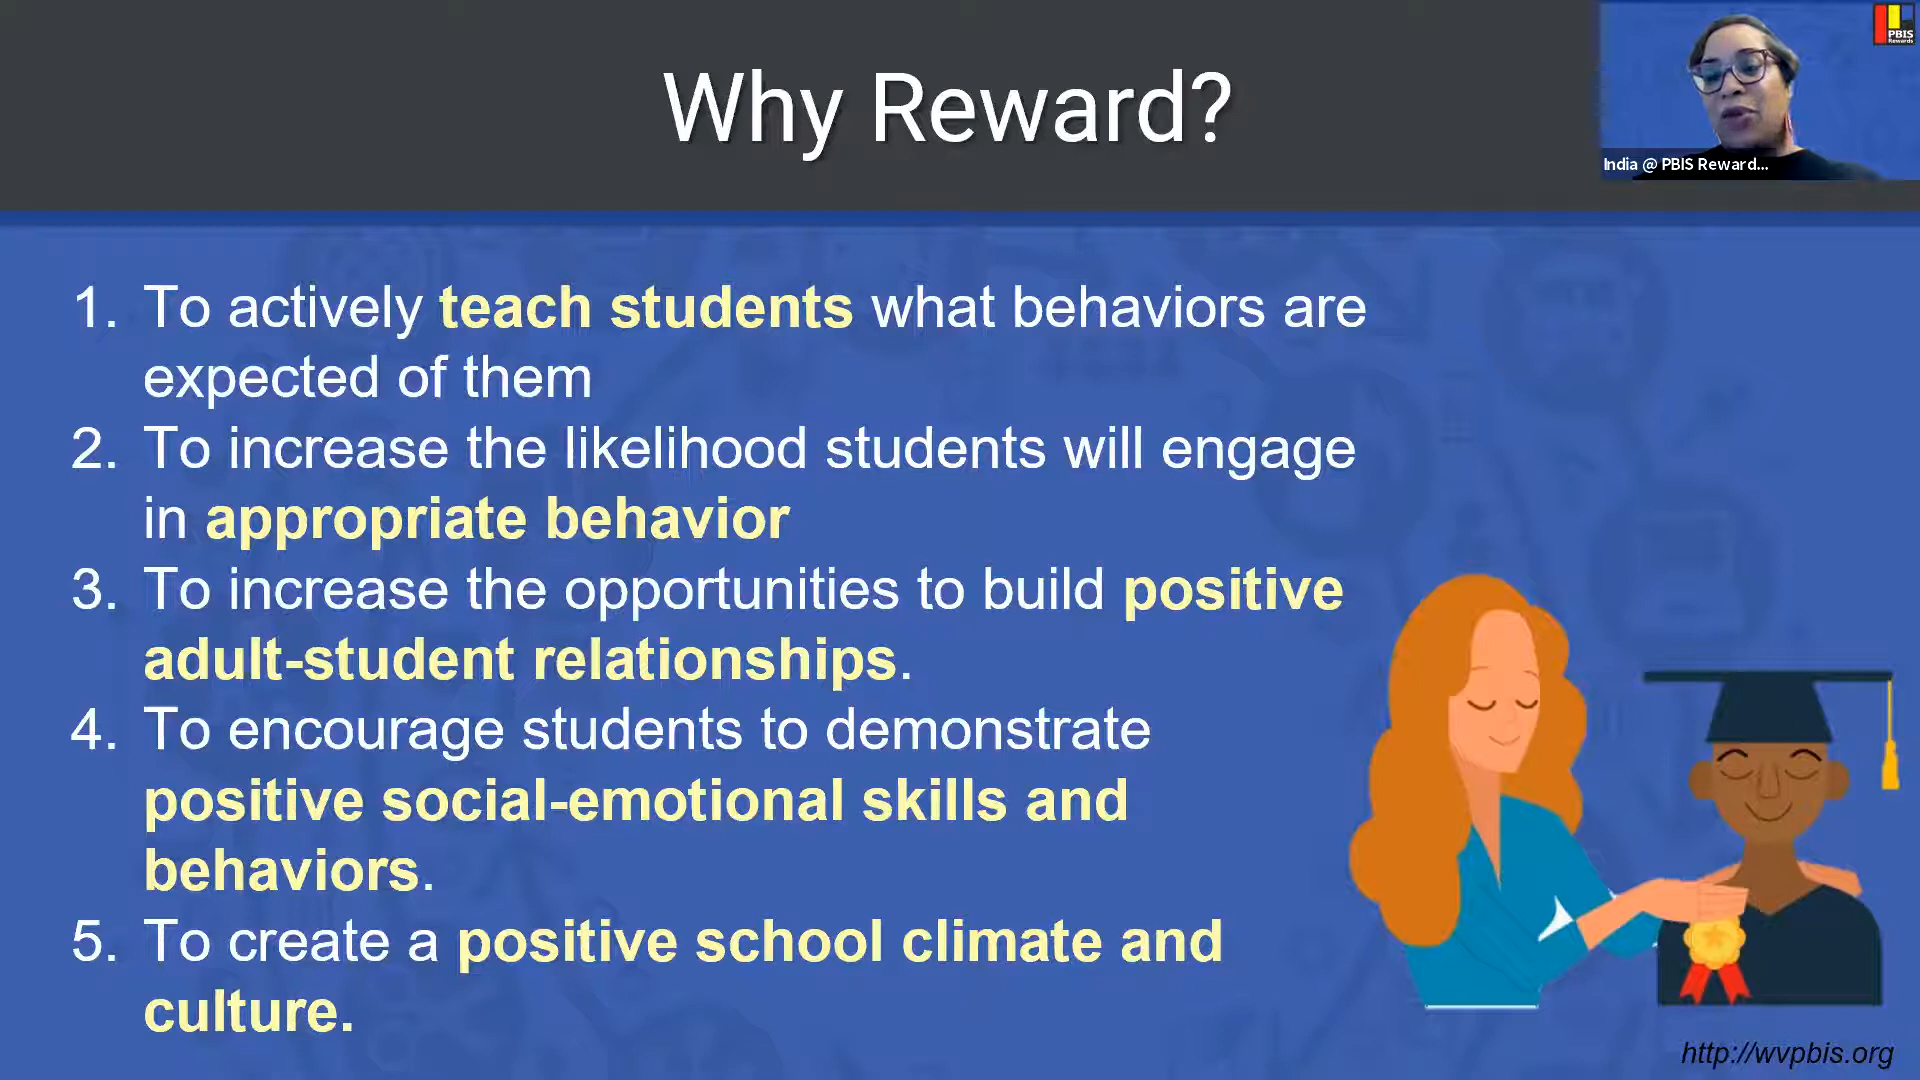 Why Reward?
PBIS
Rewards
India @ PBIS Reward...
1. To actively teach students what behaviors are
expected of them
2. To increase the likelihood students will engage
in appropriate behavior
3. To increase the opportunities to build positive
adult-student relationships.
4. To encourage students to demonstrate
positive social-emotional skills and
behaviors.
5. To create a positive school climate and
culture.
http://wvpbis.org